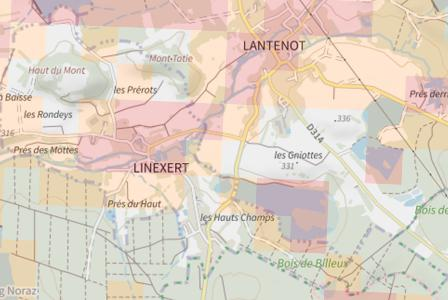 LANTENOT
Mont-Tatie
Haut du Mont
les Prérots
Baisse
Prés derr
les Rondeys
336
316
D314
Prés des Mottes
les Gniottes
331
LINEXERT
Prés du Haut
les Hauts Champs
Bois de
Bois de Billeux
g Noraz